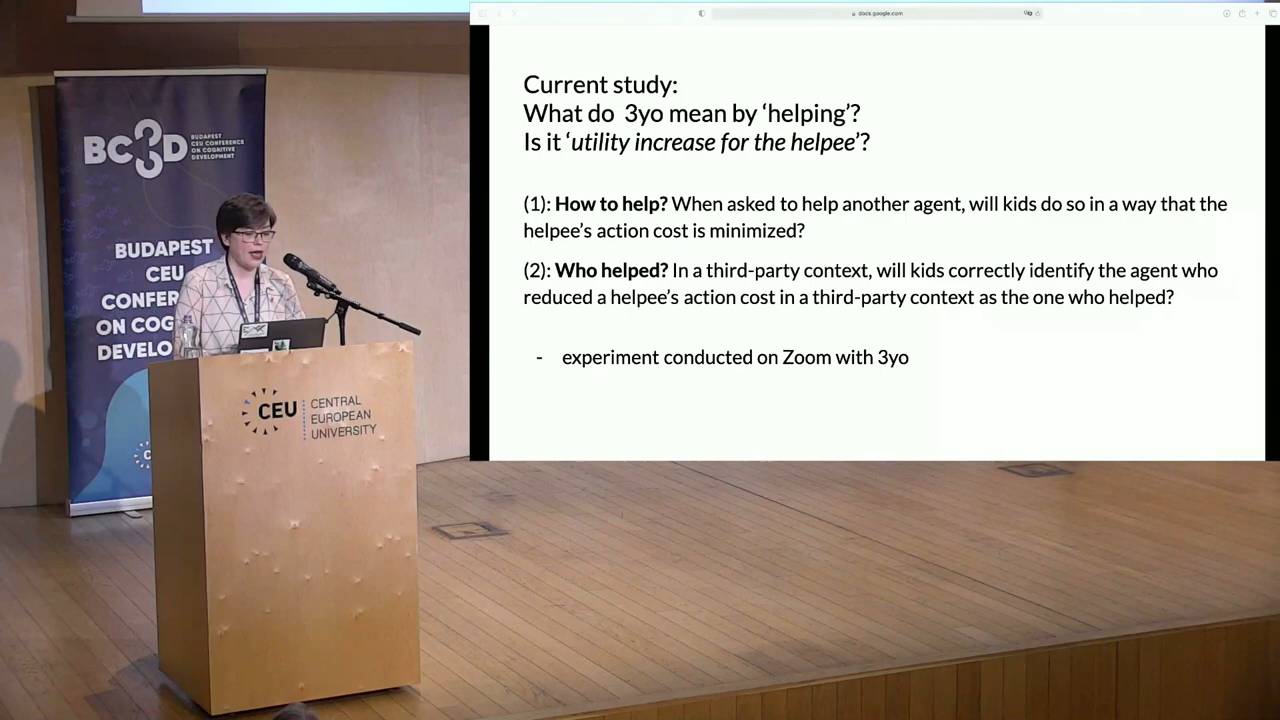 docs.google.com
Current study:
What do 3yo mean by ‘helping’?
Is it ‘utility increase for the helpee’?
(1): How to help? When asked to help another agent, will kids do so in a way that the
helpee’s action cost is minimized?
(2): Who helped? In a third-party context, will kids correctly identify the agent who
reduced a helpee’s action cost in a third-party context as the one who helped?
- experiment conducted on Zoom with 3yo
BC3D
BUDAPEST
CEU CONFERENCE
ON COGNITIVE
DEVELOPMENT
BUDAPEST
CEU
CONFER
ON COG
DEVELO
CEU
CENTRAL
EUROPEAN
UNIVERSITY